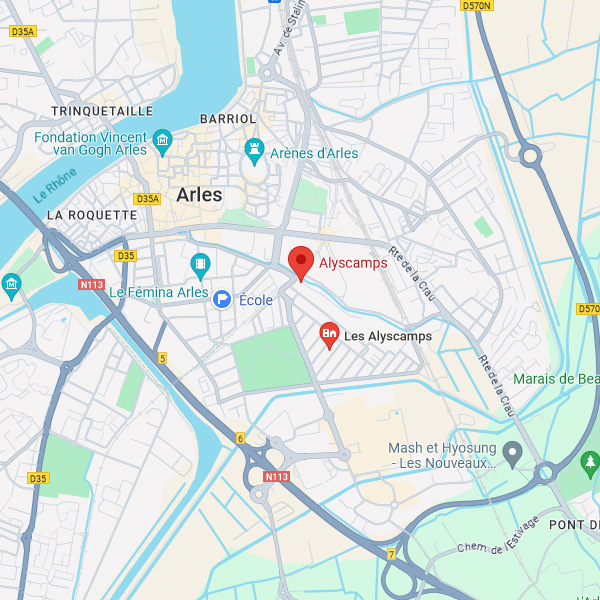 D570N
D35A
Av. de Stalin
TRINQUETAILLE
BARRIOL
Fondation Vincent
van Gogh Arles
Arènes d'Arles
Le Rhône
D35A
Arles
LA ROQUETTE
D35
Alyscamps
Rte de la Crau
N113
Le Fémina Arles
École
D570
5
Les Alyscamps
Rte de la Crau
Marais de Bea
6
Mash et Hyosung
- Les Nouveaux...
D35
N113
PONT DE
Chem. de l'Estivage
7